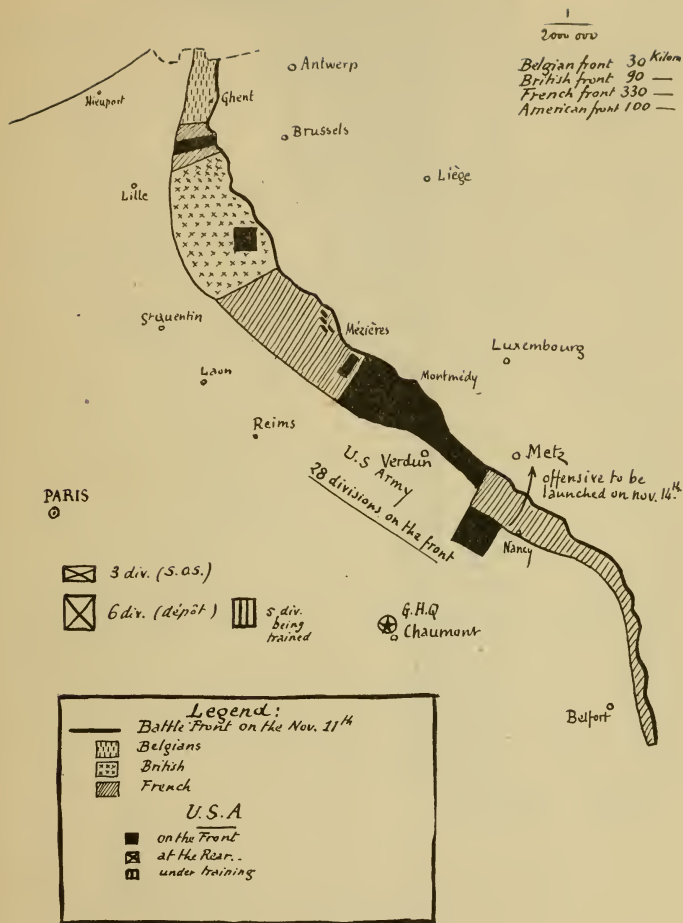 1
2000 000
Belgian front 30 Kilom
British front 90 —
French front 330 —
American front 100 —
Antwerp
Nieuport
Ghent
Brussels
Liège
Lille
St Quentin
Mézières
Luxembourg
Laon
Montmédy
Reims
U.S Army
Verdun
Metz
28 divisions on the front
offensive to be
launched on nov. 14.th
PARIS
Nancy
3 div. (S.O.S.)
6 div. (dépôt)
5 div.
being
trained
G.H.Q
Chaumont
Belfort
Legend:
Battle Front on the Nov. 11th
Belgians
British
French
U.S.A
on the Front
at the Rear..
under training